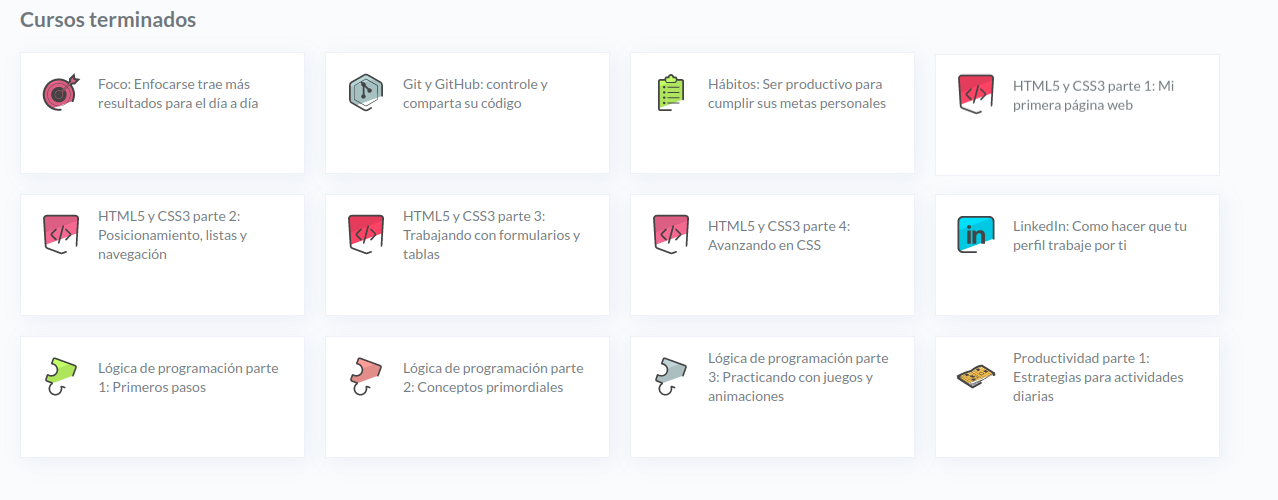 Cursos terminados
Foco: Enfocarse trae más
resultados para el día a día
Git y GitHub: controle y
comparta su código
Hábitos: Ser productivo para
cumplir sus metas personales
HTML5 y CSS3 parte 1: Mi
primera página web
HTML5 y CSS3 parte 2:
Posicionamiento, listas y
navegación
HTML5 y CSS3 parte 3:
Trabajando con formularios y
tablas
HTML5 y CSS3 parte 4:
Avanzando en CSS
in
LinkedIn: Como hacer que tu
perfil trabaje por ti
Lógica de programación parte
1: Primeros pasos
Lógica de programación parte
2: Conceptos primordiales
Lógica de programación parte
3: Practicando con juegos y
animaciones
Productividad parte 1:
Estrategias para actividades
diarias